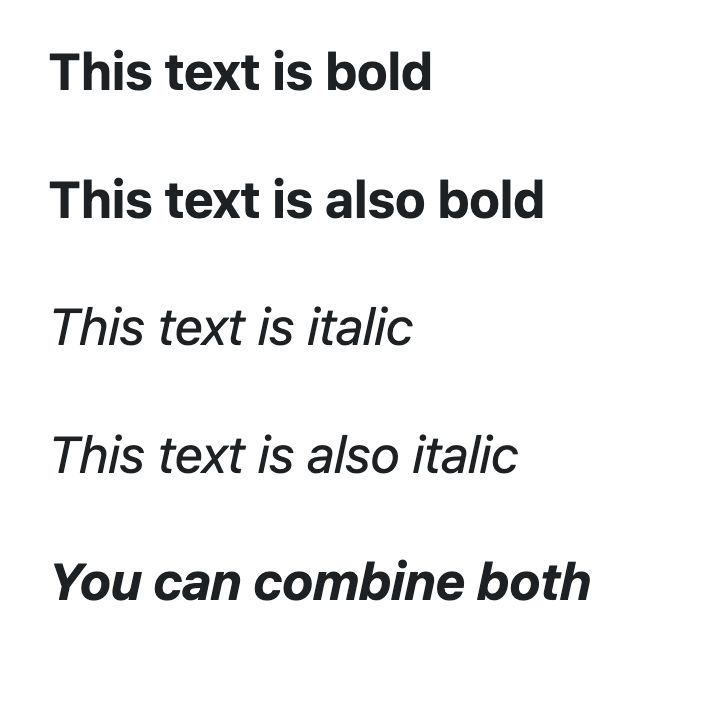 This text is bold
This text is also bold
This text is italic
This text is also italic
You can combine both